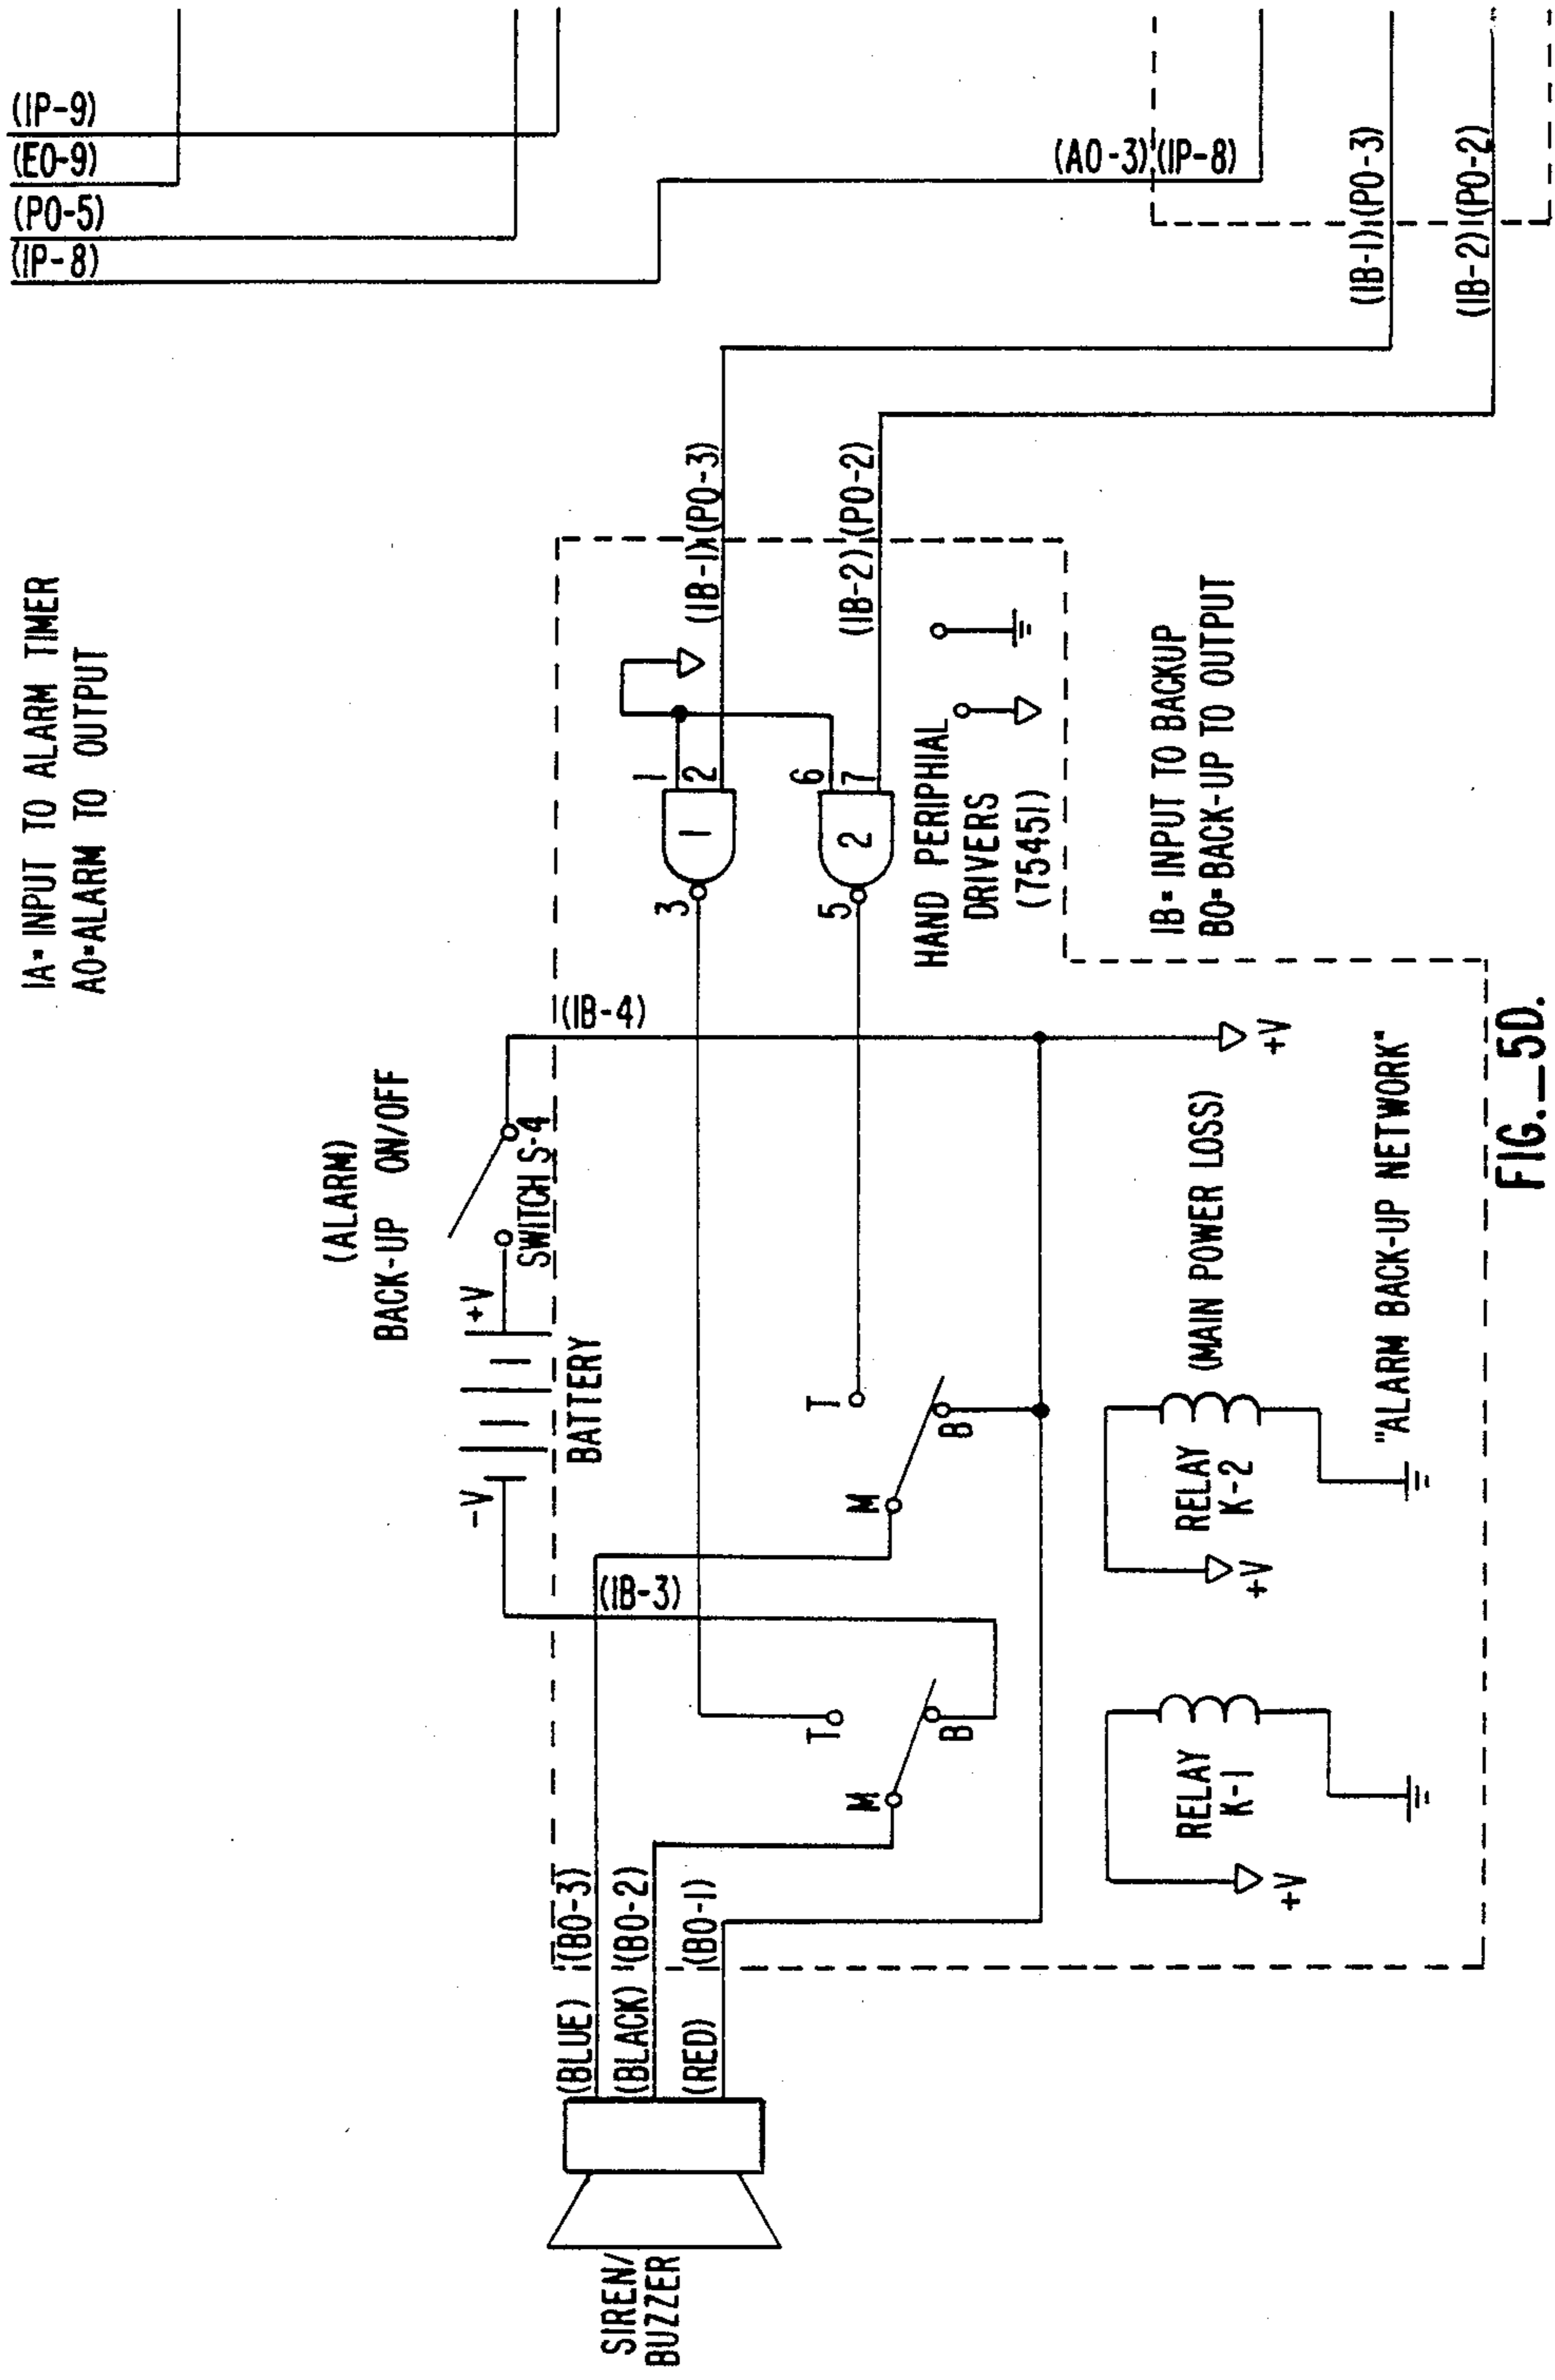 (IP-9)
(EO-9)
(PO-5)
(IP-8)
IA= INPUT TO ALARM TIMER
AO=ALARM TO OUTPUT
(AO-3)
(IP-8)
(IB-1)
(PO-3)
(IB-2)
(PO-2)
(ALARM)
BACK-UP ON/OFF
SWITCH S-4
-V
+V
BATTERY
(IB-4)
(IB-3)
(IB-1)
(PO-3)
(IB-2)
(PO-2)
1
2
1
3
6
7
2
5
HAND PERIPHIAL
DRIVERS
(75451)
SIREN/
BUZZER
(BLUE)
(BO-3)
(BLACK)
(BO-2)
(RED)
(BO-1)
T
M
B
T
M
B
IB= INPUT TO BACKUP
BO=BACK-UP TO OUTPUT
+V
RELAY
K-1
+V
RELAY
K-2
+V
(MAIN POWER LOSS)
"ALARM BACK-UP NETWORK"
FIG._5D.